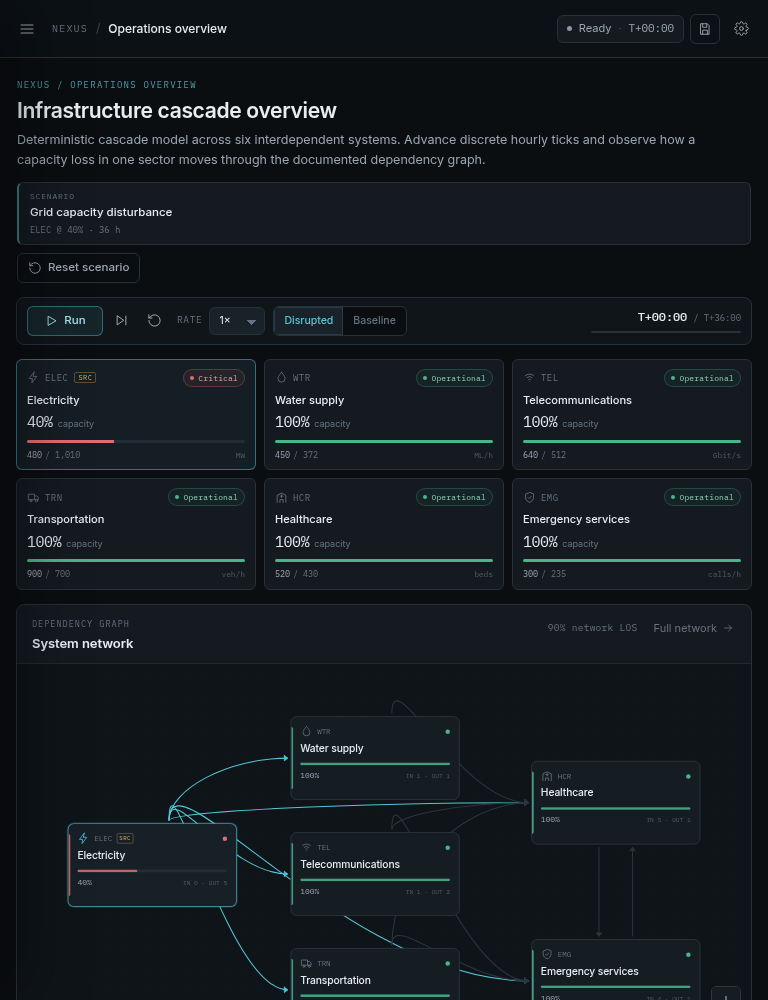 NEXUS / Operations overview
Ready · T+00:00
NEXUS / OPERATIONS OVERVIEW
Infrastructure cascade overview
Deterministic cascade model across six interdependent systems. Advance discrete hourly ticks and observe how a
capacity loss in one sector moves through the documented dependency graph.
SCENARIO
Grid capacity disturbance
ELEC @ 40% · 36 h
Reset scenario
Run
RATE
1×
Disrupted
Baseline
T+00:00 / T+36:00
ELEC SRC
Critical
Electricity
40% capacity
480 / 1,010
MW
WTR
Operational
Water supply
100% capacity
450 / 372
ML/h
TEL
Operational
Telecommunications
100% capacity
640 / 512
Gbit/s
TRN
Operational
Transportation
100% capacity
900 / 700
veh/h
HCR
Operational
Healthcare
100% capacity
520 / 430
beds
EMG
Operational
Emergency services
100% capacity
300 / 235
calls/h
DEPENDENCY GRAPH
System network
90% network LOS
Full network →
WTR
Water supply
100%
IN 1 · OUT 1
HCR
Healthcare
100%
IN 5 · OUT 1
ELEC SRC
Electricity
40%
IN 0 · OUT 5
TEL
Telecommunications
100%
IN 1 · OUT 2
TRN
Transportation
EMG
Emergency services
100%